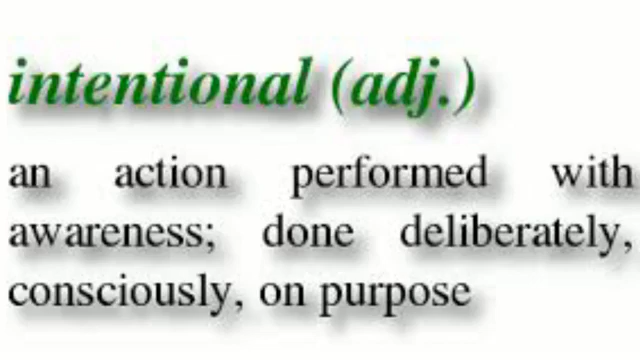 intentional (adj.)
an action performed with
awareness; done deliberately,
consciously, on purpose